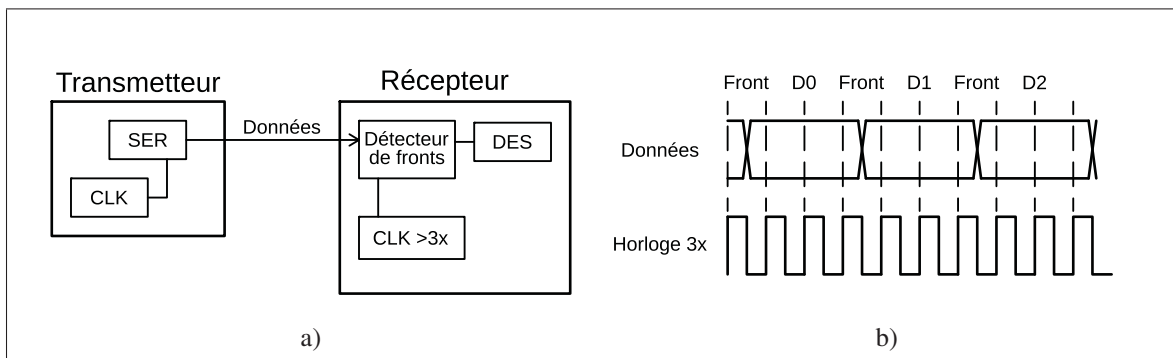 Transmetteur
Récepteur
SER
CLK
Données
Détecteur
de fronts
DES
CLK >3x
a)
Front D0 Front D1 Front D2
Données
Horloge 3x
b)